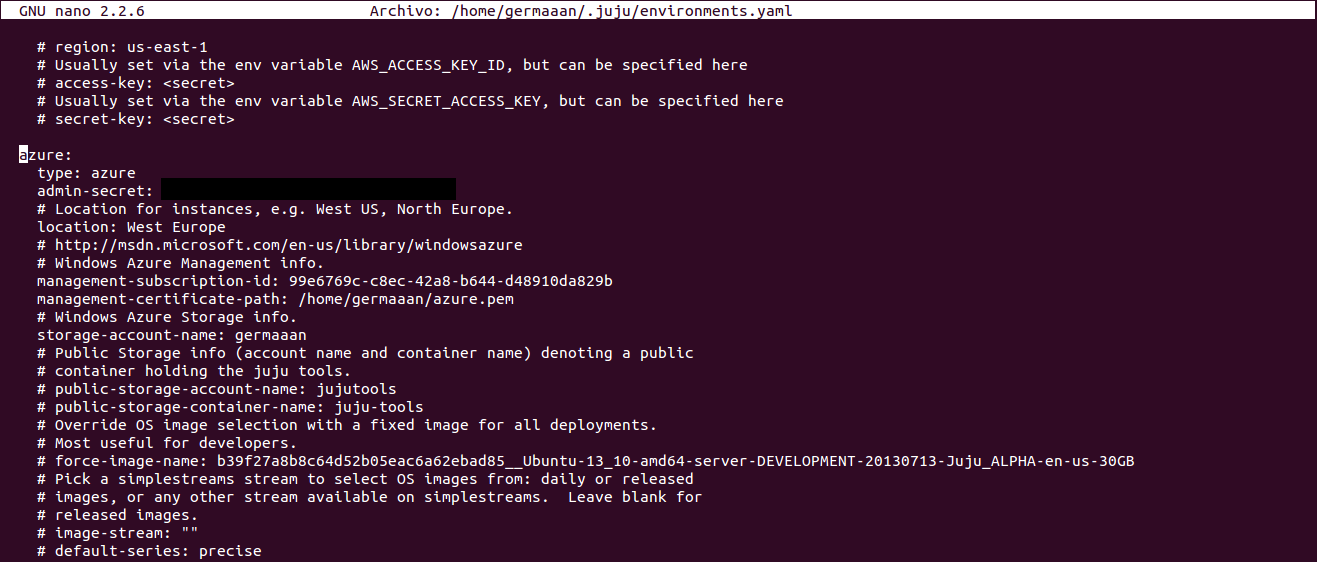 GNU nano 2.2.6 Archivo: /home/germaaan/.juju/environments.yaml
# region: us-east-1
# Usually set via the env variable AWS_ACCESS_KEY_ID, but can be specified here
# access-key: <secret>
# Usually set via the env variable AWS_SECRET_ACCESS_KEY, but can be specified here
# secret-key: <secret>
azure:
type: azure
admin-secret:
# Location for instances, e.g. West US, North Europe.
location: West Europe
# http://msdn.microsoft.com/en-us/library/windowsazure
# Windows Azure Management info.
management-subscription-id: 99e6769c-c8ec-42a8-b644-d48910da829b
management-certificate-path: /home/germaaan/azure.pem
# Windows Azure Storage info.
storage-account-name: germaaan
# Public Storage info (account name and container name) denoting a public
# container holding the juju tools.
# public-storage-account-name: jujutools
# public-storage-container-name: juju-tools
# Override OS image selection with a fixed image for all deployments.
# Most useful for developers.
# force-image-name: b39f27a8b8c64d52b05eac6a62ebad85__Ubuntu-13_10-amd64-server-DEVELOPMENT-20130713-Juju_ALPHA-en-us-30GB
# Pick a simplestreams stream to select OS images from: daily or released
# images, or any other stream available on simplestreams.  Leave blank for
# released images.
# image-stream: ""
# default-series: precise